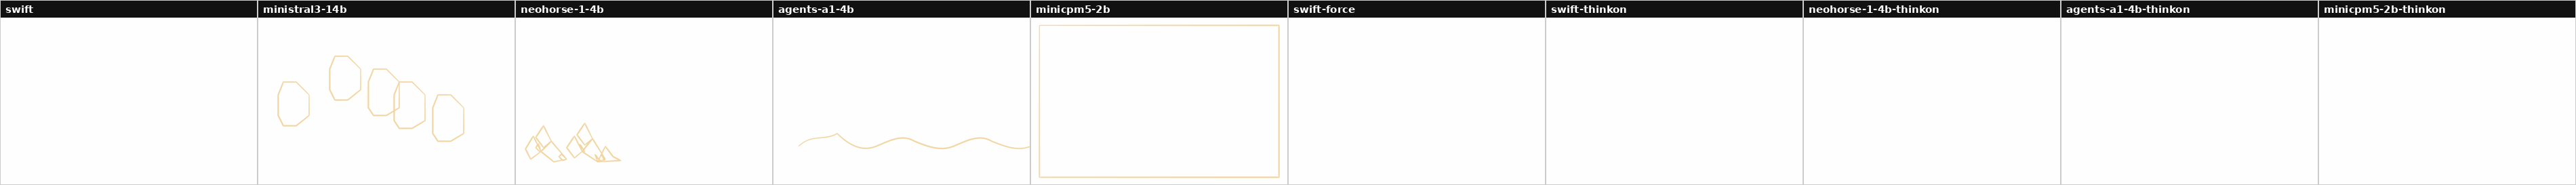 swift
ministral3-14b
neohorse-1-4b
agents-a1-4b
minicpm5-2b
swift-force
swift-thinkon
neohorse-1-4b-thinkon
agents-a1-4b-thinkon
minicpm5-2b-thinkon